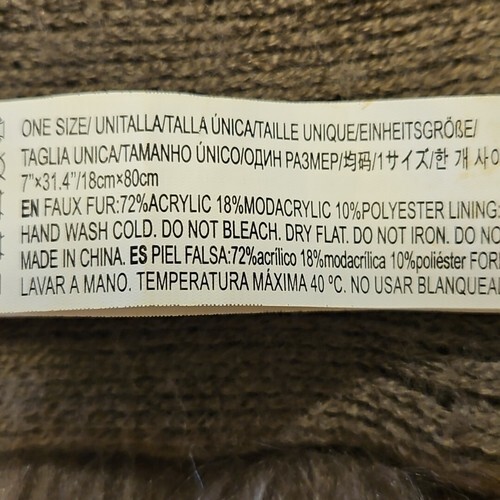 ONE SIZE/ UNITALLA/TALLA ÚNICA/TAILLE UNIQUE/EINHEITSGRÖßE/
TAGLIA UNICA/TAMANHO ÚNICO/ОДИН РАЗМЕР/均码/1サイズ/한 개 사이
7"×31.4"/18cm×80cm
EN FAUX FUR:72%ACRYLIC 18%MODACRYLIC 10%POLYESTER LINING:
HAND WASH COLD. DO NOT BLEACH. DRY FLAT. DO NOT IRON. DO NO
MADE IN CHINA. ES PIEL FALSA:72%acrílico 18%modacrílica 10%poliéster FOR
LAVAR A MANO. TEMPERATURA MÁXIMA 40 ºC. NO USAR BLANQUEA